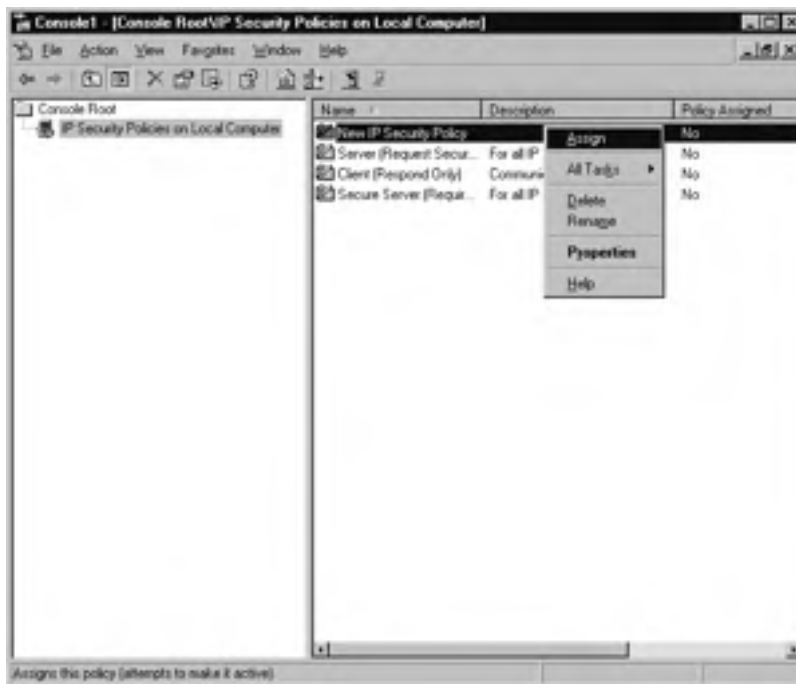 Console1 - [Console Root\IP Security Policies on Local Computer]
File Action View Favorites Window Help
Console Root
IP Security Policies on Local Computer
Name Description Policy Assigned
New IP Security Policy No
Server (Request Secur... For all IP No
Client (Respond Only) Communi No
Secure Server (Requir... For all IP No
Assign
All Tasks
Delete
Rename
Properties
Help
Assigns this policy (attempts to make it active)